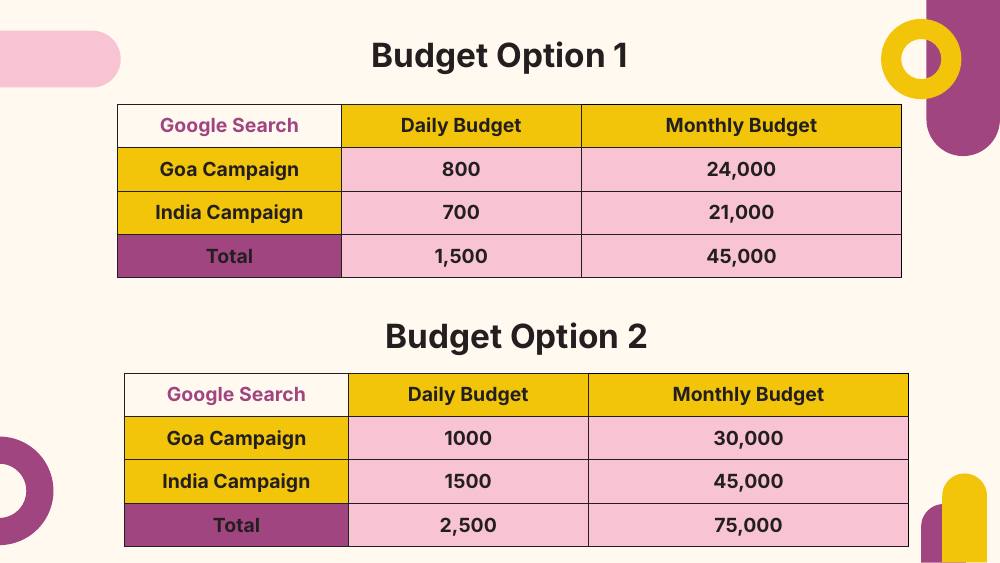 Budget Option 1
Google Search Daily Budget Monthly Budget
Goa Campaign 800 24,000
India Campaign 700 21,000
Total 1,500 45,000
Budget Option 2
Google Search Daily Budget Monthly Budget
Goa Campaign 1000 30,000
India Campaign 1500 45,000
Total 2,500 75,000